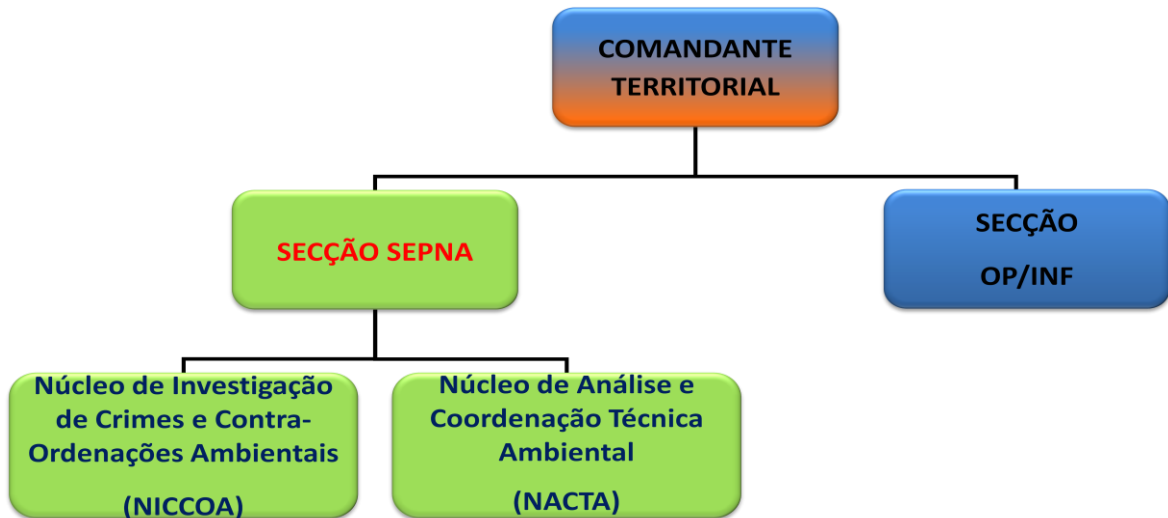 COMANDANTE
TERRITORIAL
SECÇÃO SEPNA
SECÇÃO
OP/INF
Núcleo de Investigação
de Crimes e Contra-
Ordenações Ambientais
(NICCOA)
Núcleo de Análise e
Coordenação Técnica
Ambiental
(NACTA)